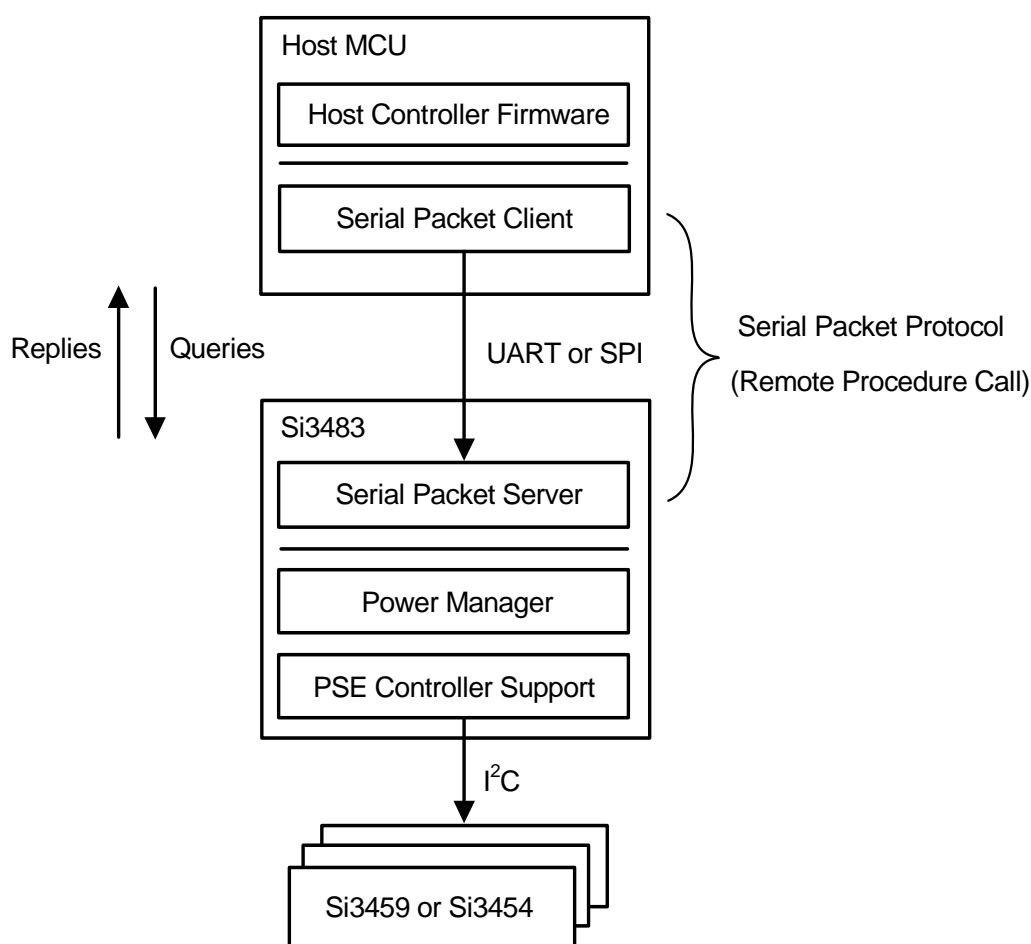 Host MCU
Host Controller Firmware
Serial Packet Client
Replies
Queries
UART or SPI
Serial Packet Protocol
(Remote Procedure Call)
Si3483
Serial Packet Server
Power Manager
PSE Controller Support
I²C
Si3459 or Si3454